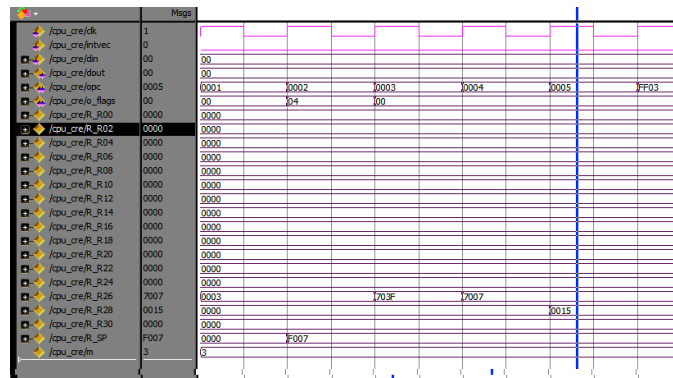 Msgs
/cpu_cre/clk 1
/cpu_cre/intvec 0
/cpu_cre/din 00 00
/cpu_cre/dout 00 00
/cpu_cre/opc 0005 0001 0002 0003 0004 0005 FF03
/cpu_cre/o_flags 00 00 04 00
/cpu_cre/R_R00 0000 0000
/cpu_cre/R_R02 0000 0000
/cpu_cre/R_R04 0000 0000
/cpu_cre/R_R06 0000 0000
/cpu_cre/R_R08 0000 0000
/cpu_cre/R_R10 0000 0000
/cpu_cre/R_R12 0000 0000
/cpu_cre/R_R14 0000 0000
/cpu_cre/R_R16 0000 0000
/cpu_cre/R_R18 0000 0000
/cpu_cre/R_R20 0000 0000
/cpu_cre/R_R22 0000 0000
/cpu_cre/R_R24 0000 0000
/cpu_cre/R_R26 7007 0003 703F 7007
/cpu_cre/R_R28 0015 0000 0015
/cpu_cre/R_R30 0000 0000
/cpu_cre/R_SP F007 0000 F007
/cpu_cre/m 3 3